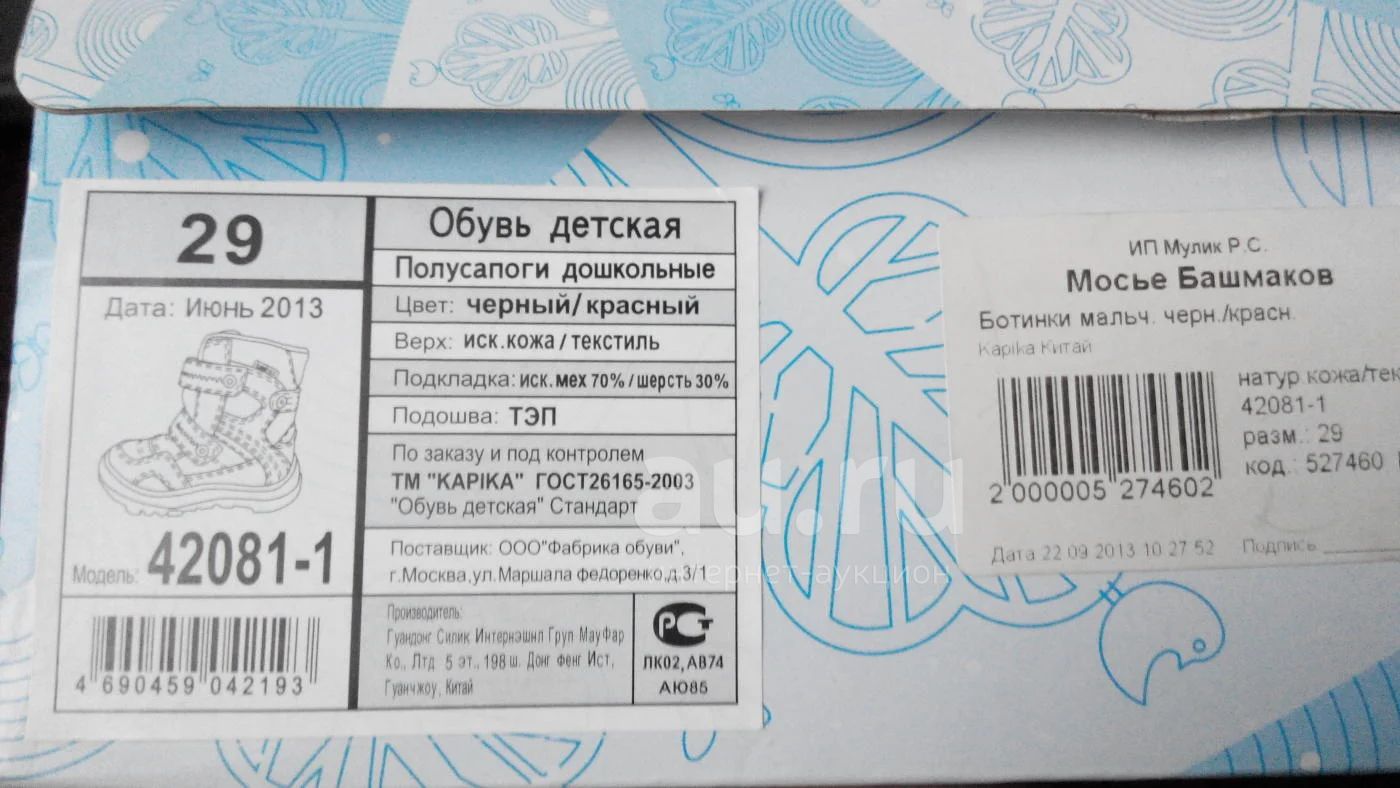 29
Дата: Июнь 2013
Модель: 42081-1
4 690459 042193
Обувь детская
Полусапоги дошкольные
Цвет: черный/красный
Верх: иск.кожа/текстиль
Подкладка: иск.мех 70%/шерсть 30%
Подошва: ТЭП
По заказу и под контролем
ТМ "KAPIKA" ГОСТ26165-2003
"Обувь детская" Стандарт
Поставщик: ООО"Фабрика обуви",
г.Москва,ул.Маршала Федоренко,д.3/1
Производитель:
Гуандонг Силик Интернэшнл Груп МауФар
Ко., Лтд 5 эт., 198 ш. Донг Фенг Ист,
Гуанчжоу, Китай
РСТ
ЛК02,АВ74
АЮ85
ИП Мулик Р.С.
Мосье Башмаков
Ботинки мальч. черн./красн.
Kapika Китай
натур.кожа/тек
42081-1
разм.: 29
код.: 527460
2 000005 274602
Дата 22.09.2013 10:27:52 Подпись
au.ru
интернет-аукцион